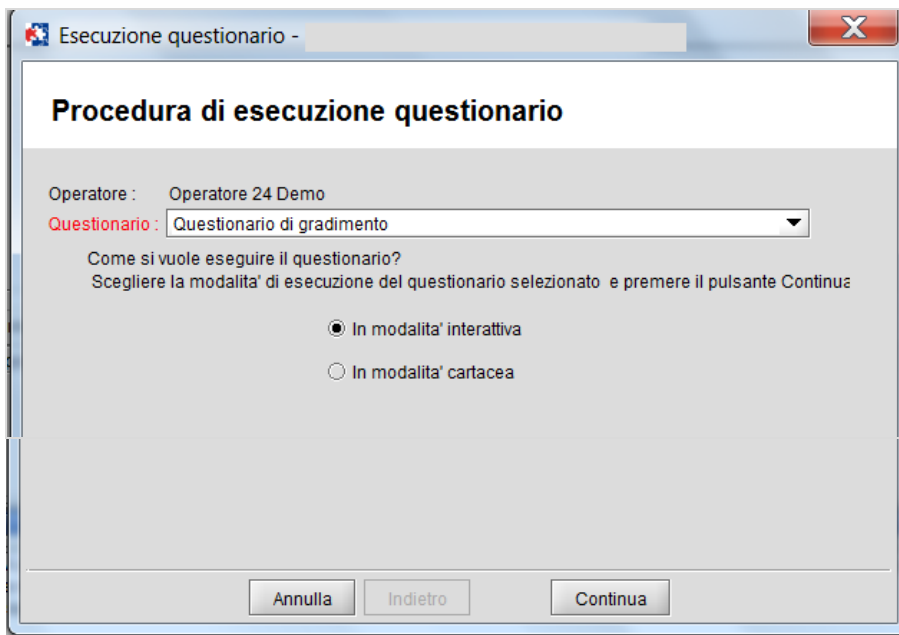 Esecuzione questionario -
Procedura di esecuzione questionario
Operatore : Operatore 24 Demo
Questionario : Questionario di gradimento
Come si vuole eseguire il questionario?
Scegliere la modalita' di esecuzione del questionario selezionato e premere il pulsante Continua
In modalita' interattiva
In modalita' cartacea
Annulla Indietro Continua